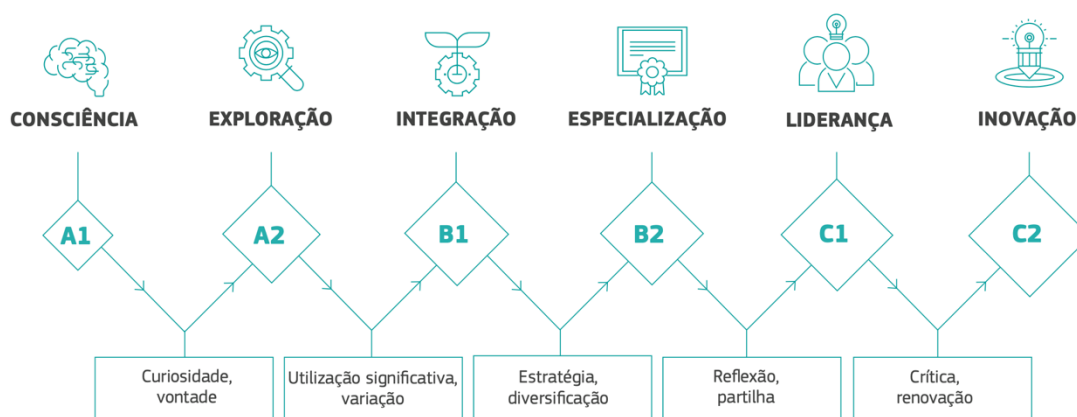 CONSCIÊNCIA
EXPLORAÇÃO
INTEGRAÇÃO
ESPECIALIZAÇÃO
LIDERANÇA
INOVAÇÃO
A1
A2
B1
B2
C1
C2
Curiosidade,
vontade
Utilização significativa,
variação
Estratégia,
diversificação
Reflexão,
partilha
Crítica,
renovação